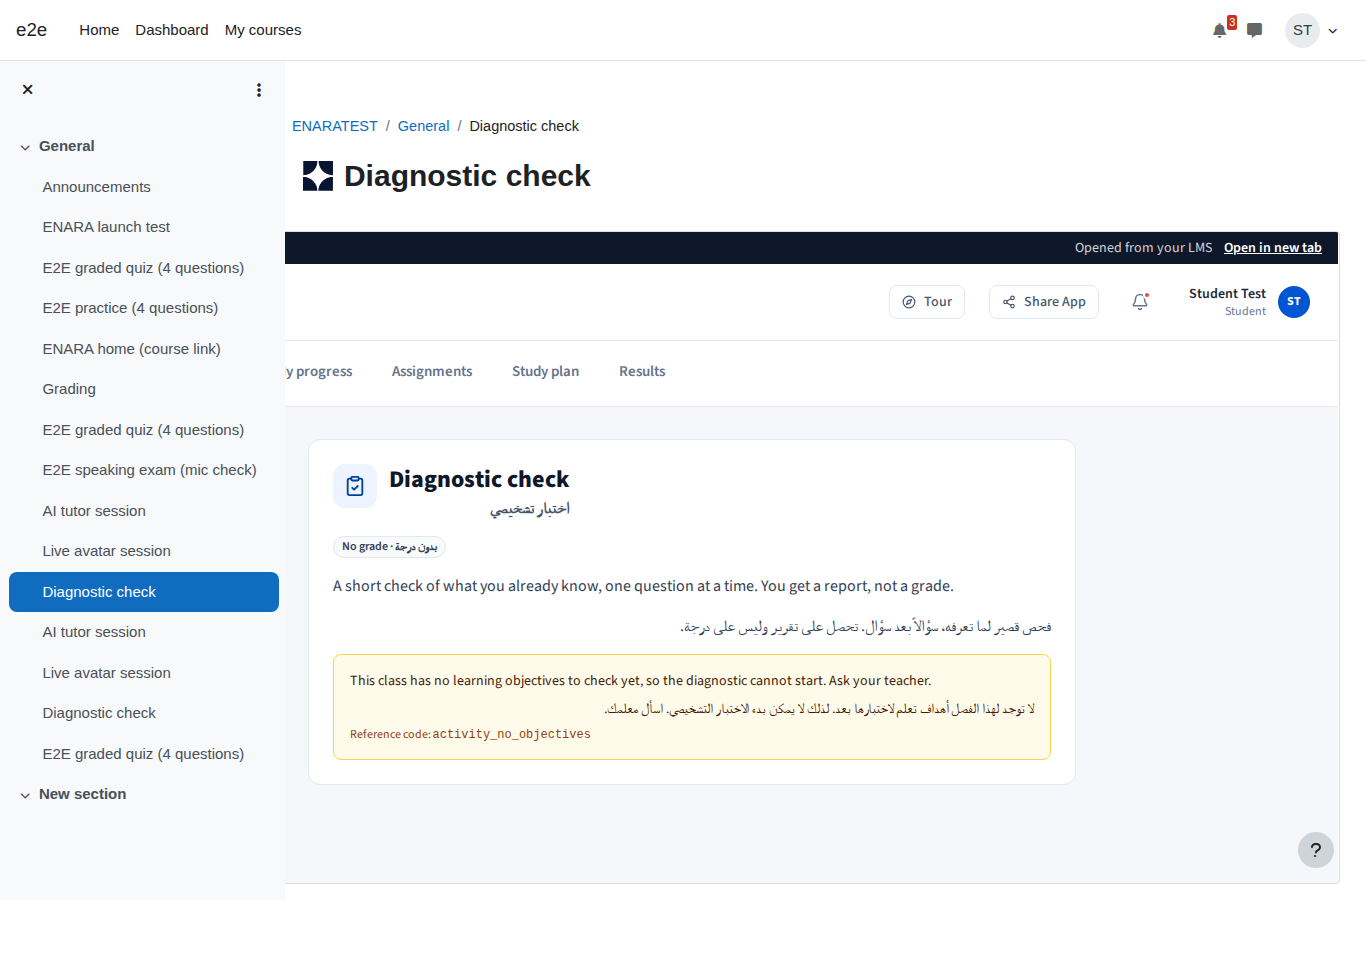 e2e
Home
Dashboard
My courses
3
ST
General
Announcements
ENARA launch test
E2E graded quiz (4 questions)
E2E practice (4 questions)
ENARA home (course link)
Grading
E2E graded quiz (4 questions)
E2E speaking exam (mic check)
AI tutor session
Live avatar session
Diagnostic check
AI tutor session
Live avatar session
Diagnostic check
E2E graded quiz (4 questions)
New section
ENARATEST / General / Diagnostic check
Diagnostic check
Opened from your LMS Open in new tab
Tour
Share App
Student Test
Student
ST
y progress
Assignments
Study plan
Results
Diagnostic check
اختبار تشخيصي
No grade · بدون درجة
A short check of what you already know, one question at a time. You get a report, not a grade.
فحص قصير لما تعرفه، سؤالاً بعد سؤال. تحصل على تقرير وليس على درجة.
This class has no learning objectives to check yet, so the diagnostic cannot start. Ask your teacher.
لا توجد لهذا الفصل أهداف تعلم لاختبارها بعد، لذلك لا يمكن بدء الاختبار التشخيصي. اسأل معلمك.
Reference code: activity_no_objectives
?